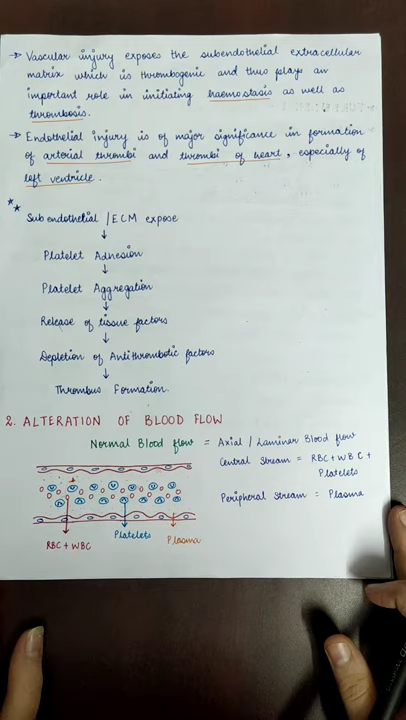 → Vascular injury exposes the subendothelial extracellular
matrix which is thrombogenic and thus plays an
important role in initiating haemostasis as well as
thrombosis.
→ Endothelial injury is of major significance in formation
of arterial thrombi and thrombi of heart, especially of
left ventricle.
** Subendothelial / ECM expose
↓
Platelet Adhesion
↓
Platelet Aggregation
↓
Release of tissue factors
↓
Depletion of Antithrombotic factors
↓
Thrombus Formation.
2. ALTERATION OF BLOOD FLOW
Normal Blood flow = Axial / Laminar Blood flow
Central Stream = RBC + WBC +
Platelets
Peripheral Stream = Plasma
RBC + WBC
Platelets
Plasma